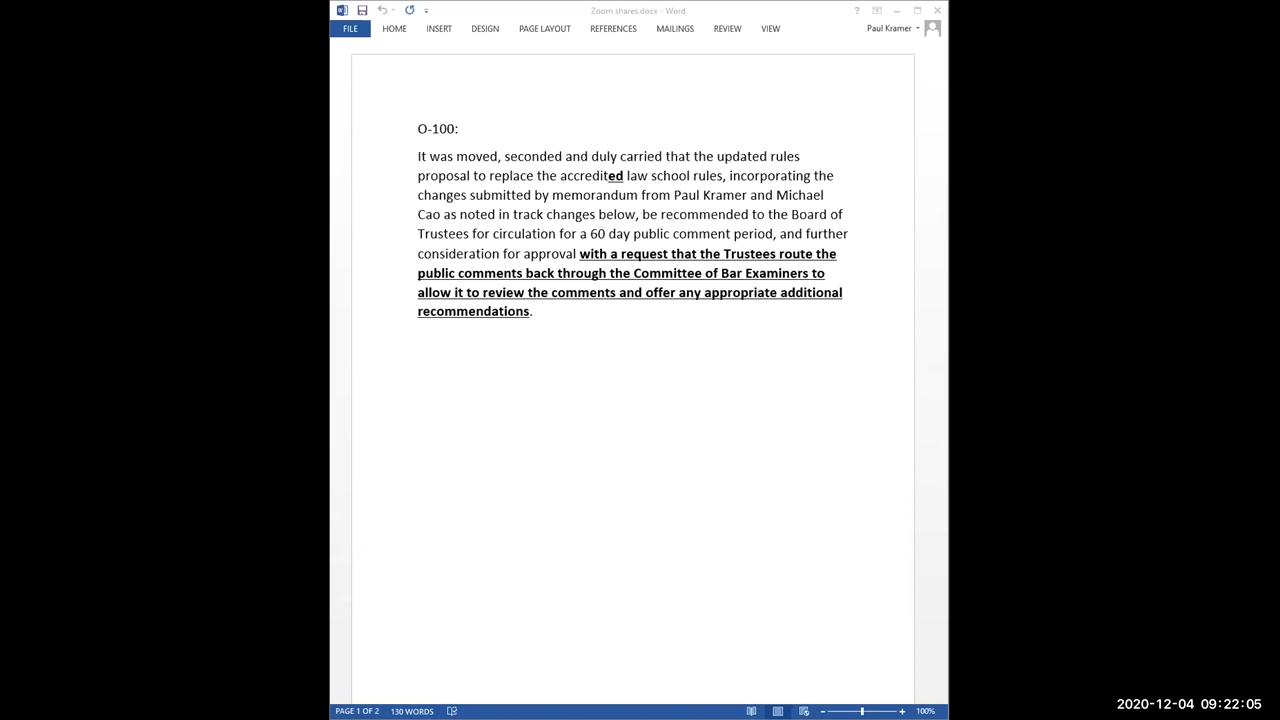 Zoom shares.docx - Word
?
FILE HOME INSERT DESIGN PAGE LAYOUT REFERENCES MAILINGS REVIEW VIEW Paul Kramer
O-100:
It was moved, seconded and duly carried that the updated rules
proposal to replace the accredited law school rules, incorporating the
changes submitted by memorandum from Paul Kramer and Michael
Cao as noted in track changes below, be recommended to the Board of
Trustees for circulation for a 60 day public comment period, and further
consideration for approval with a request that the Trustees route the
public comments back through the Committee of Bar Examiners to
allow it to review the comments and offer any appropriate additional
recommendations.
PAGE 1 OF 2 130 WORDS 100%
2020-12-04 09:22:05